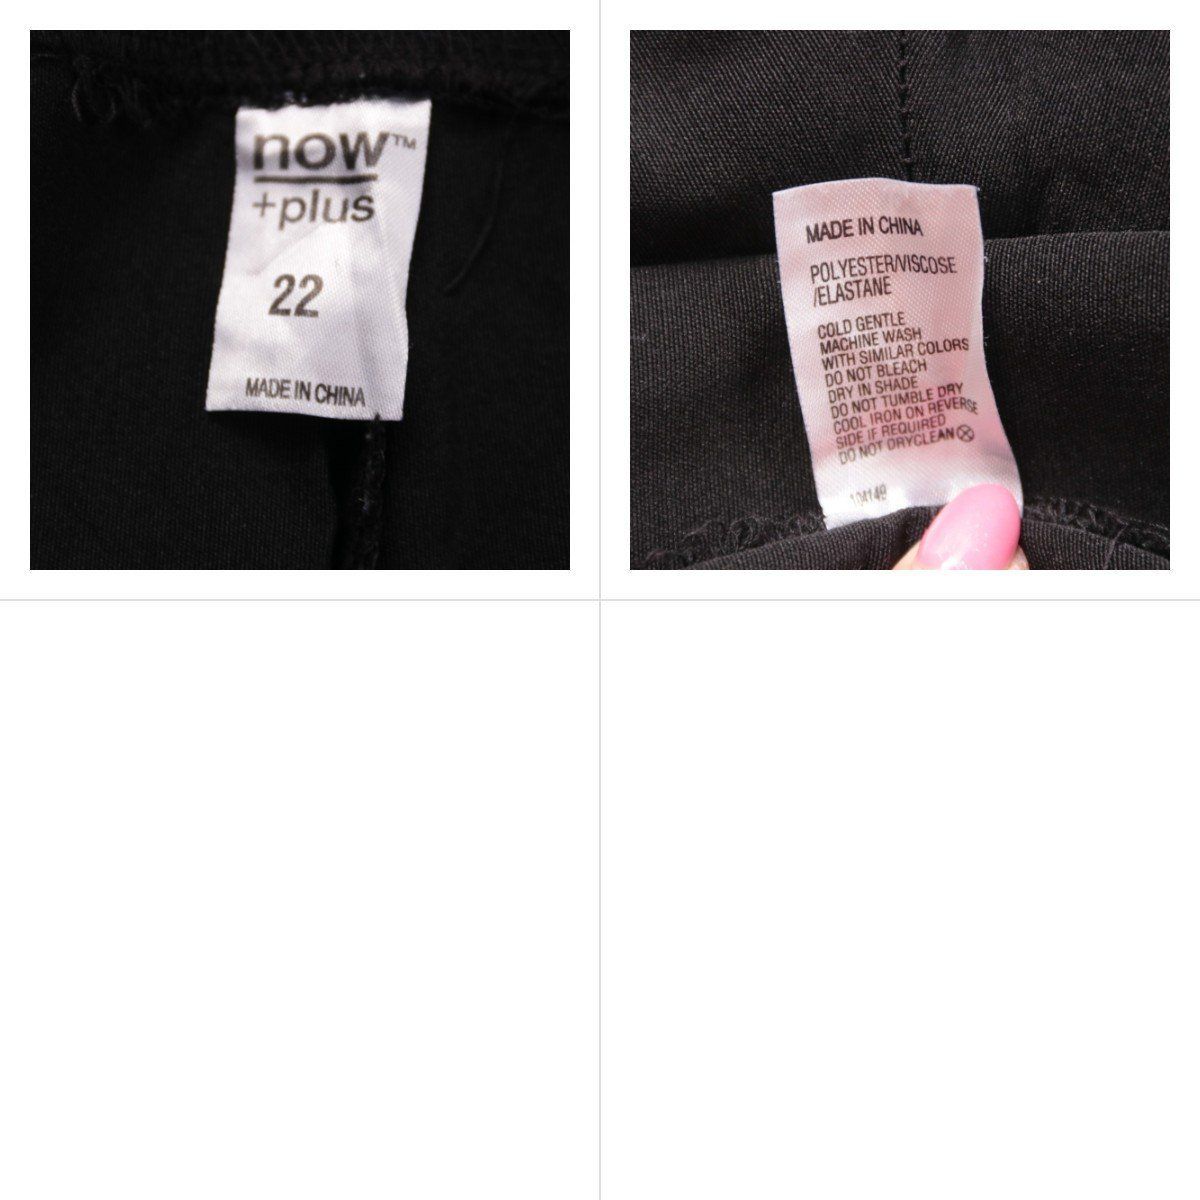 now™
+plus
22
MADE IN CHINA
MADE IN CHINA
POLYESTER/VISCOSE
/ELASTANE
COLD GENTLE
MACHINE WASH
WITH SIMILAR COLORS
DO NOT BLEACH
DRY IN SHADE
DO NOT TUMBLE DRY
COOL IRON ON REVERSE
SIDE IF REQUIRED
DO NOT DRYCLEAN